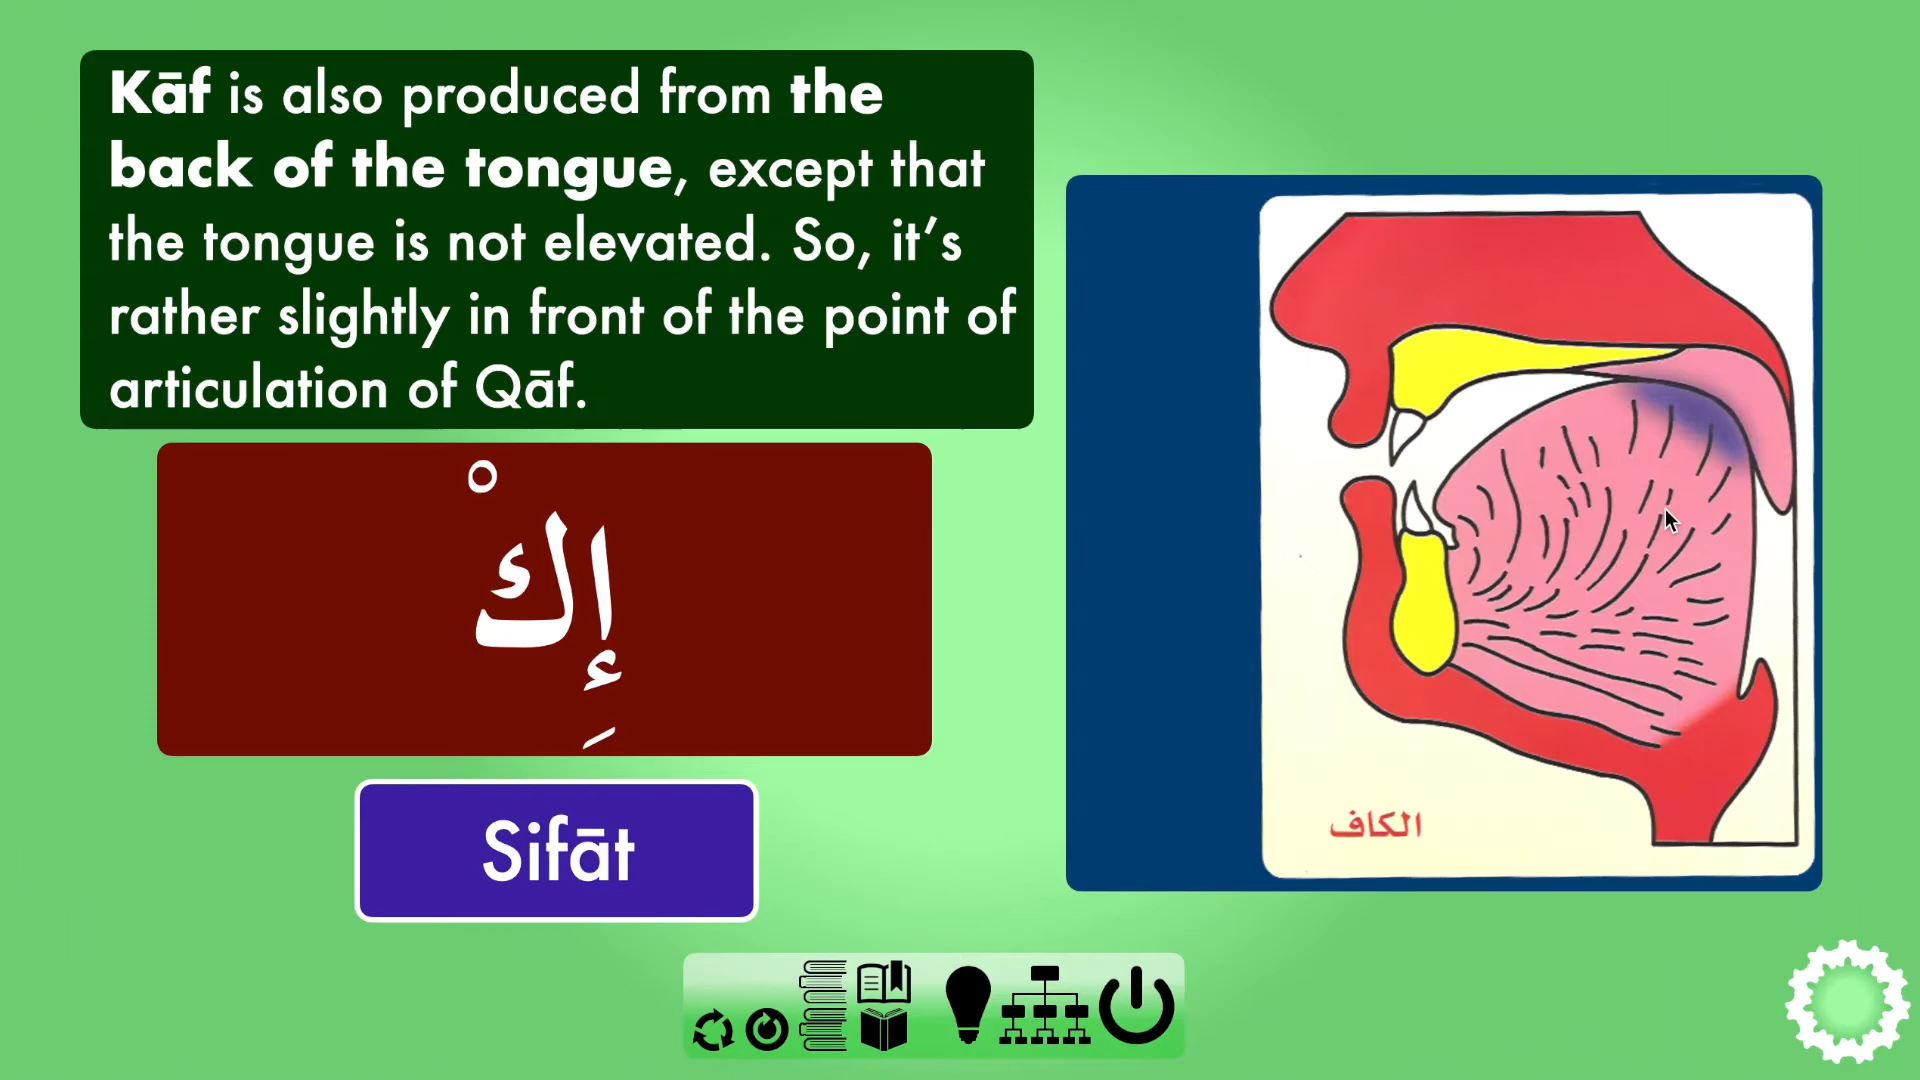 Kāf is also produced from the
back of the tongue, except that
the tongue is not elevated. So, it’s
rather slightly in front of the point of
articulation of Qāf.
إِكْ
Sifāt
الكاف